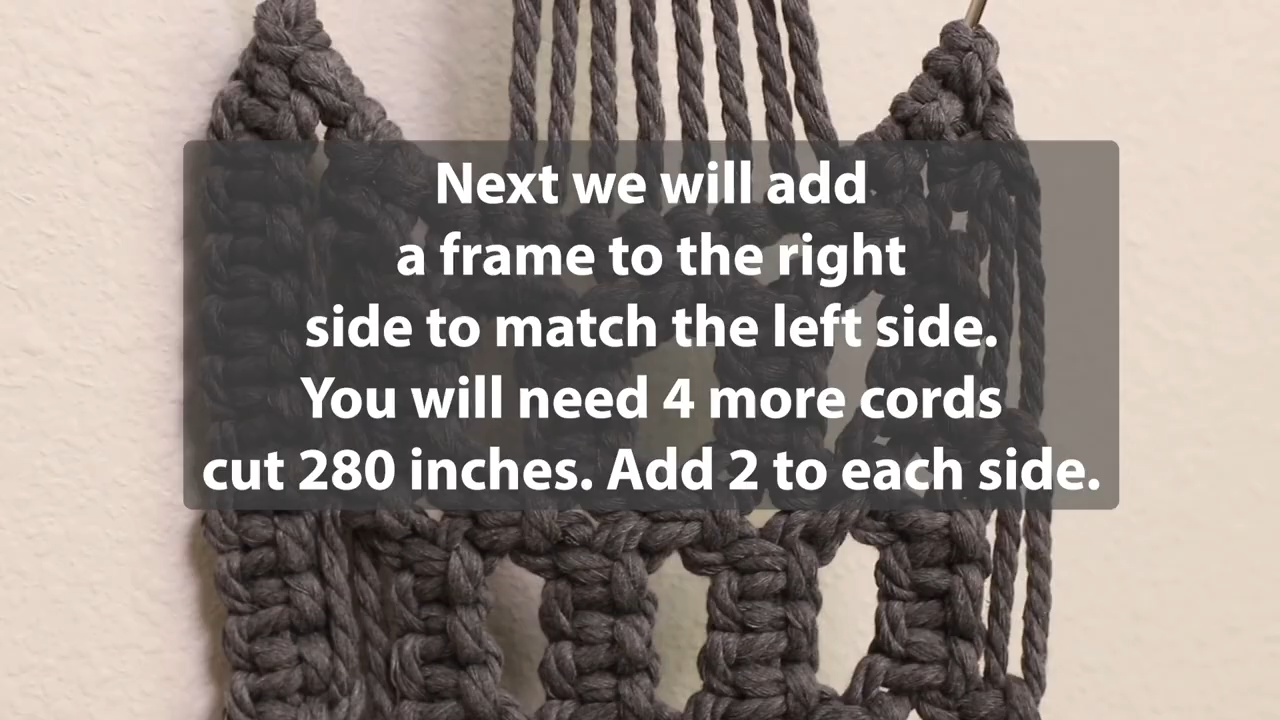 Next we will add
a frame to the right
side to match the left side.
You will need 4 more cords
cut 280 inches. Add 2 to each side.